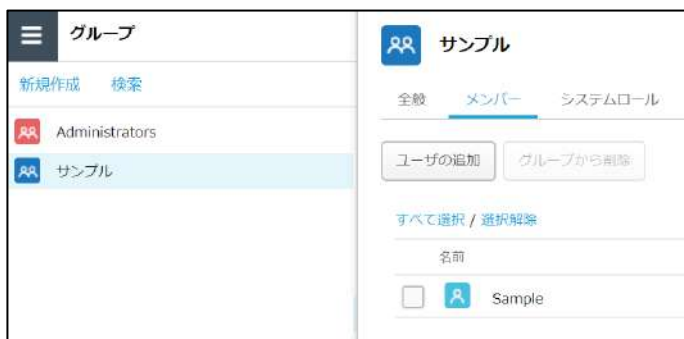 グループ
新規作成 検索
Administrators
サンプル
サンプル
全般 メンバー システムロール
ユーザの追加 グループから削除
すべて選択 / 選択解除
名前
Sample